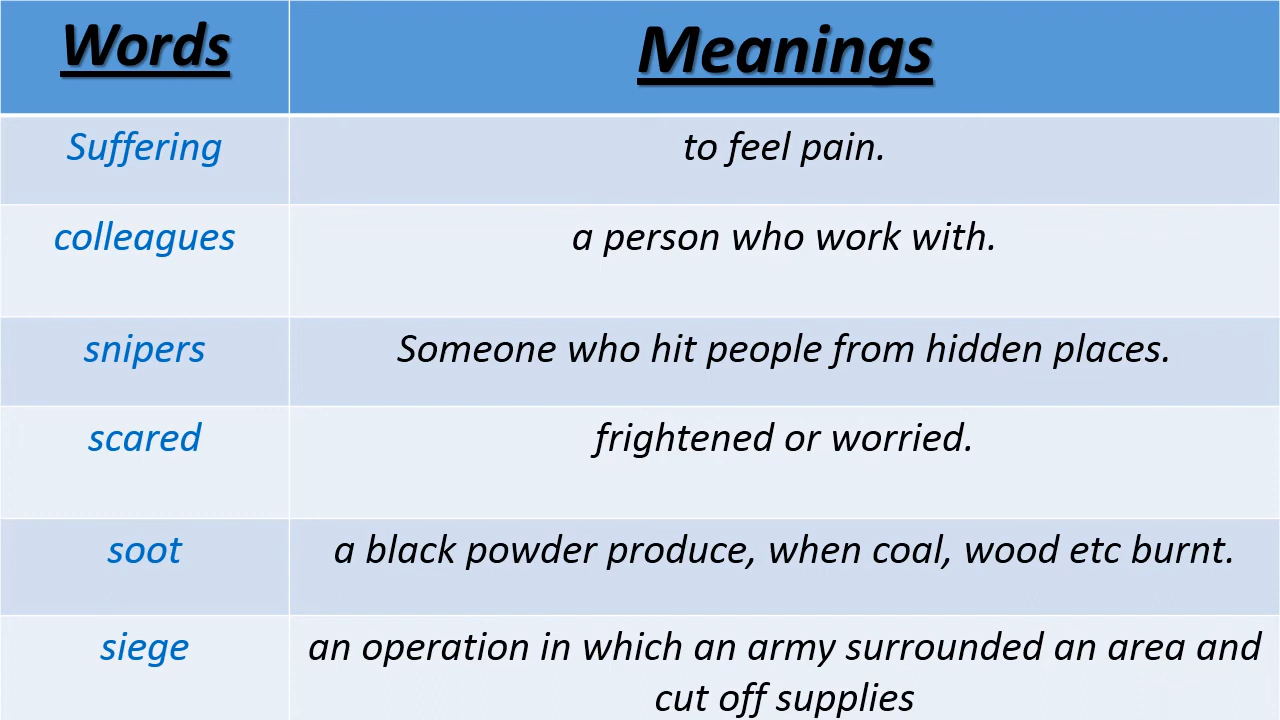 Words Meanings
Suffering to feel pain.
colleagues a person who work with.
snipers Someone who hit people from hidden places.
scared frightened or worried.
soot a black powder produce, when coal, wood etc burnt.
siege an operation in which an army surrounded an area and
cut off supplies